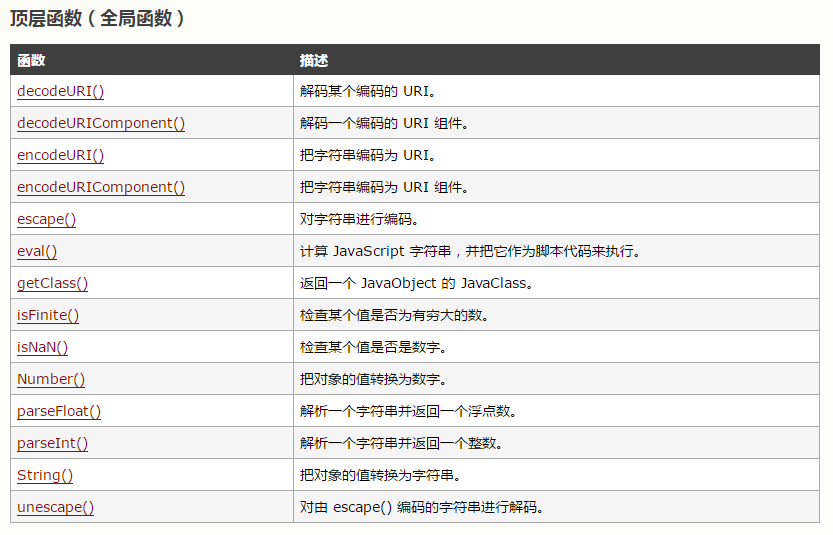 顶层函数（全局函数）
函数 描述
decodeURI() 解码某个编码的 URI。
decodeURIComponent() 解码一个编码的 URI 组件。
encodeURI() 把字符串编码为 URI。
encodeURIComponent() 把字符串编码为 URI 组件。
escape() 对字符串进行编码。
eval() 计算 JavaScript 字符串，并把它作为脚本代码来执行。
getClass() 返回一个 JavaObject 的 JavaClass。
isFinite() 检查某个值是否为有穷大的数。
isNaN() 检查某个值是否是数字。
Number() 把对象的值转换为数字。
parseFloat() 解析一个字符串并返回一个浮点数。
parseInt() 解析一个字符串并返回一个整数。
String() 把对象的值转换为字符串。
unescape() 对由 escape() 编码的字符串进行解码。